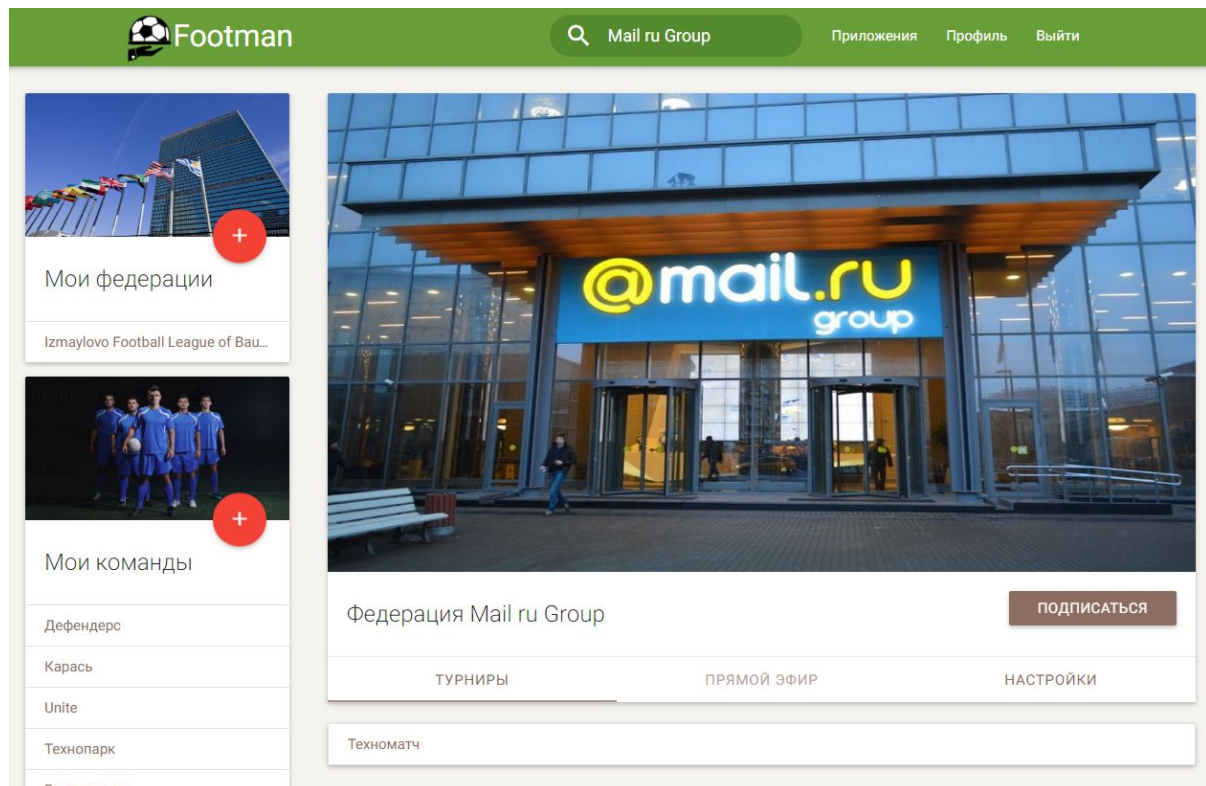 Footman
Mail ru Group
Приложения
Профиль
Выйти
Мои федерации
Izmaylovo Football League of Bau...
Мои команды
Дефендерс
Карась
Unite
Технопарк
@mail.ru
group
Федерация Mail ru Group
ПОДПИСАТЬСЯ
ТУРНИРЫ
ПРЯМОЙ ЭФИР
НАСТРОЙКИ
Техноматч